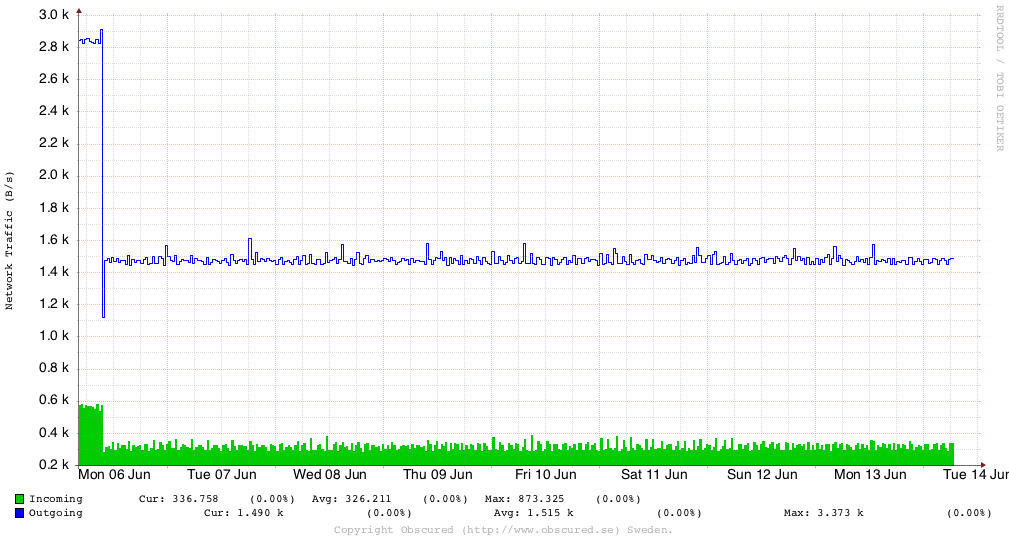 3.0 k
2.8 k
2.6 k
2.4 k
2.2 k
2.0 k
1.8 k
1.6 k
1.4 k
1.2 k
1.0 k
0.8 k
0.6 k
0.4 k
0.2 k
Network Traffic (B/s)
RRDTOOL / TOBI OETIKER
Mon 06 Jun Tue 07 Jun Wed 08 Jun Thu 09 Jun Fri 10 Jun Sat 11 Jun Sun 12 Jun Mon 13 Jun Tue 14 Jun
Incoming Cur: 336.758 (0.00%) Avg: 326.211 (0.00%) Max: 873.325 (0.00%)
Outgoing Cur: 1.490 k (0.00%) Avg: 1.515 k (0.00%) Max: 3.373 k (0.00%)
Copyright Obscured (http://www.obscured.se) Sweden.